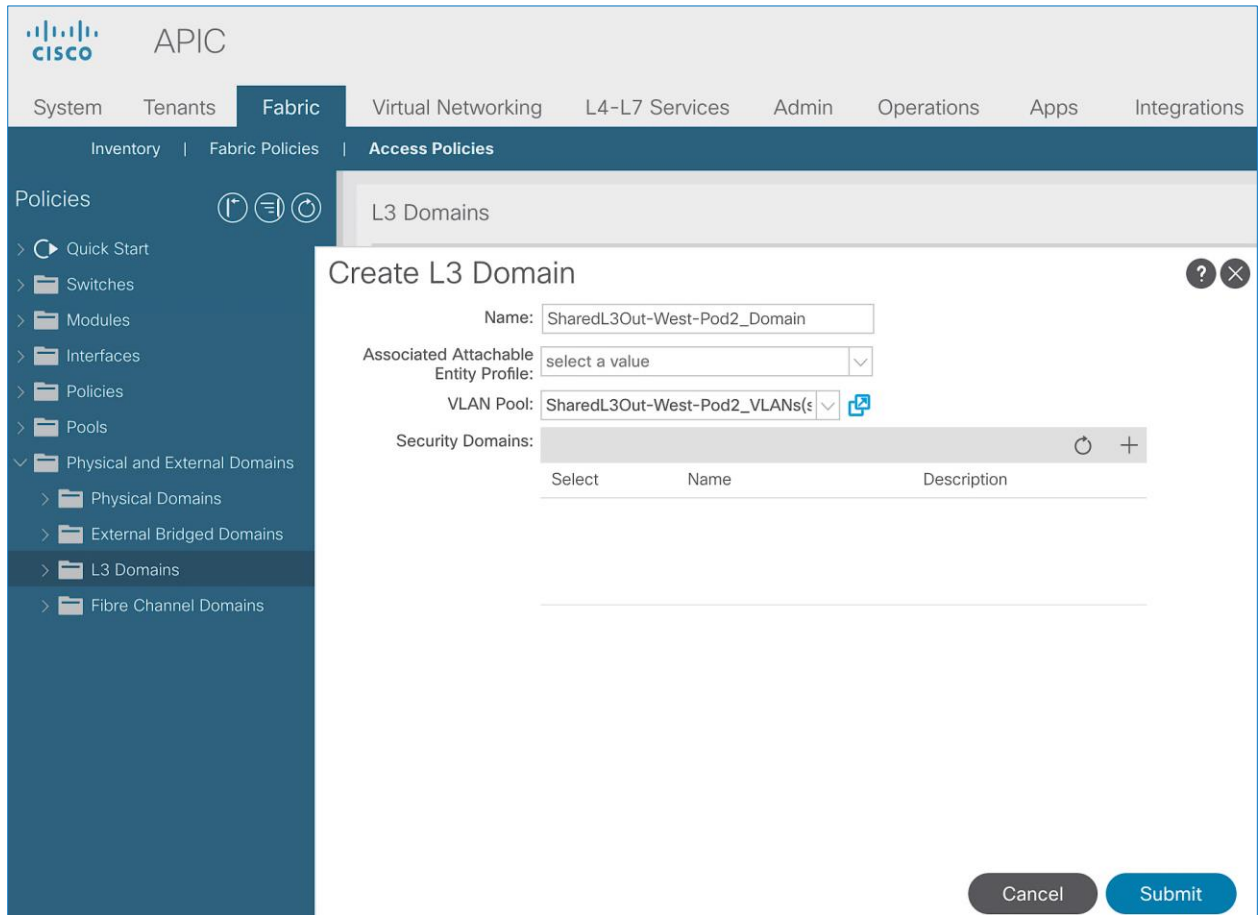 CISCO APIC
System Tenants Fabric Virtual Networking L4-L7 Services Admin Operations Apps Integrations
Inventory | Fabric Policies | Access Policies
Policies
L3 Domains
Quick Start
Switches
Modules
Interfaces
Policies
Pools
Physical and External Domains
Physical Domains
External Bridged Domains
L3 Domains
Fibre Channel Domains
Create L3 Domain
Name: SharedL3Out-West-Pod2_Domain
Associated Attachable
Entity Profile: select a value
VLAN Pool: SharedL3Out-West-Pod2_VLANs(s
Security Domains:
Select Name Description
Cancel Submit